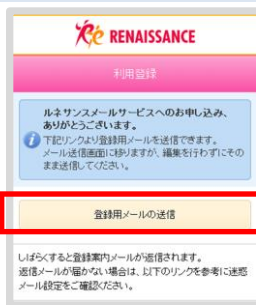 RENAISSANCE
利用登録
ルネサンスメールサービスへのお申し込み、
ありがとうございます。
下記リンクより登録用メールを送信できます。
メール送信画面に移りますが、編集を行わずにその
まま送信してください。
登録用メールの送信
しばらくすると登録案内メールが返信されます。
返信メールが届かない場合は、以下のリンクを参考に迷惑
メール設定をご確認ください。